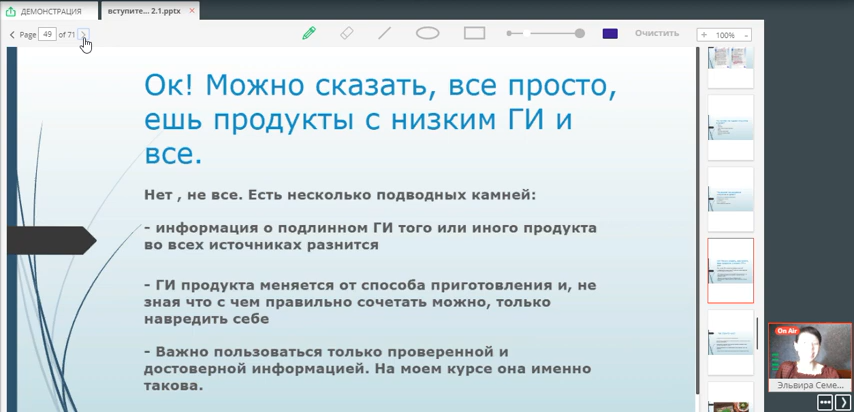 ДЕМОНСТРАЦИЯ
вступите... 2.1.pptx
Page 49 of 71
Очистить
100%
Ок! Можно сказать, все просто,
ешь продукты с низким ГИ и
все.
Нет , не все. Есть несколько подводных камней:
- информация о подлинном ГИ того или иного продукта
во всех источниках разнится
- ГИ продукта меняется от способа приготовления и, не
зная что с чем правильно сочетать можно, только
навредить себе
- Важно пользоваться только проверенной и
достоверной информацией. На моем курсе она именно
такова.
On Air
Эльвира Семе...